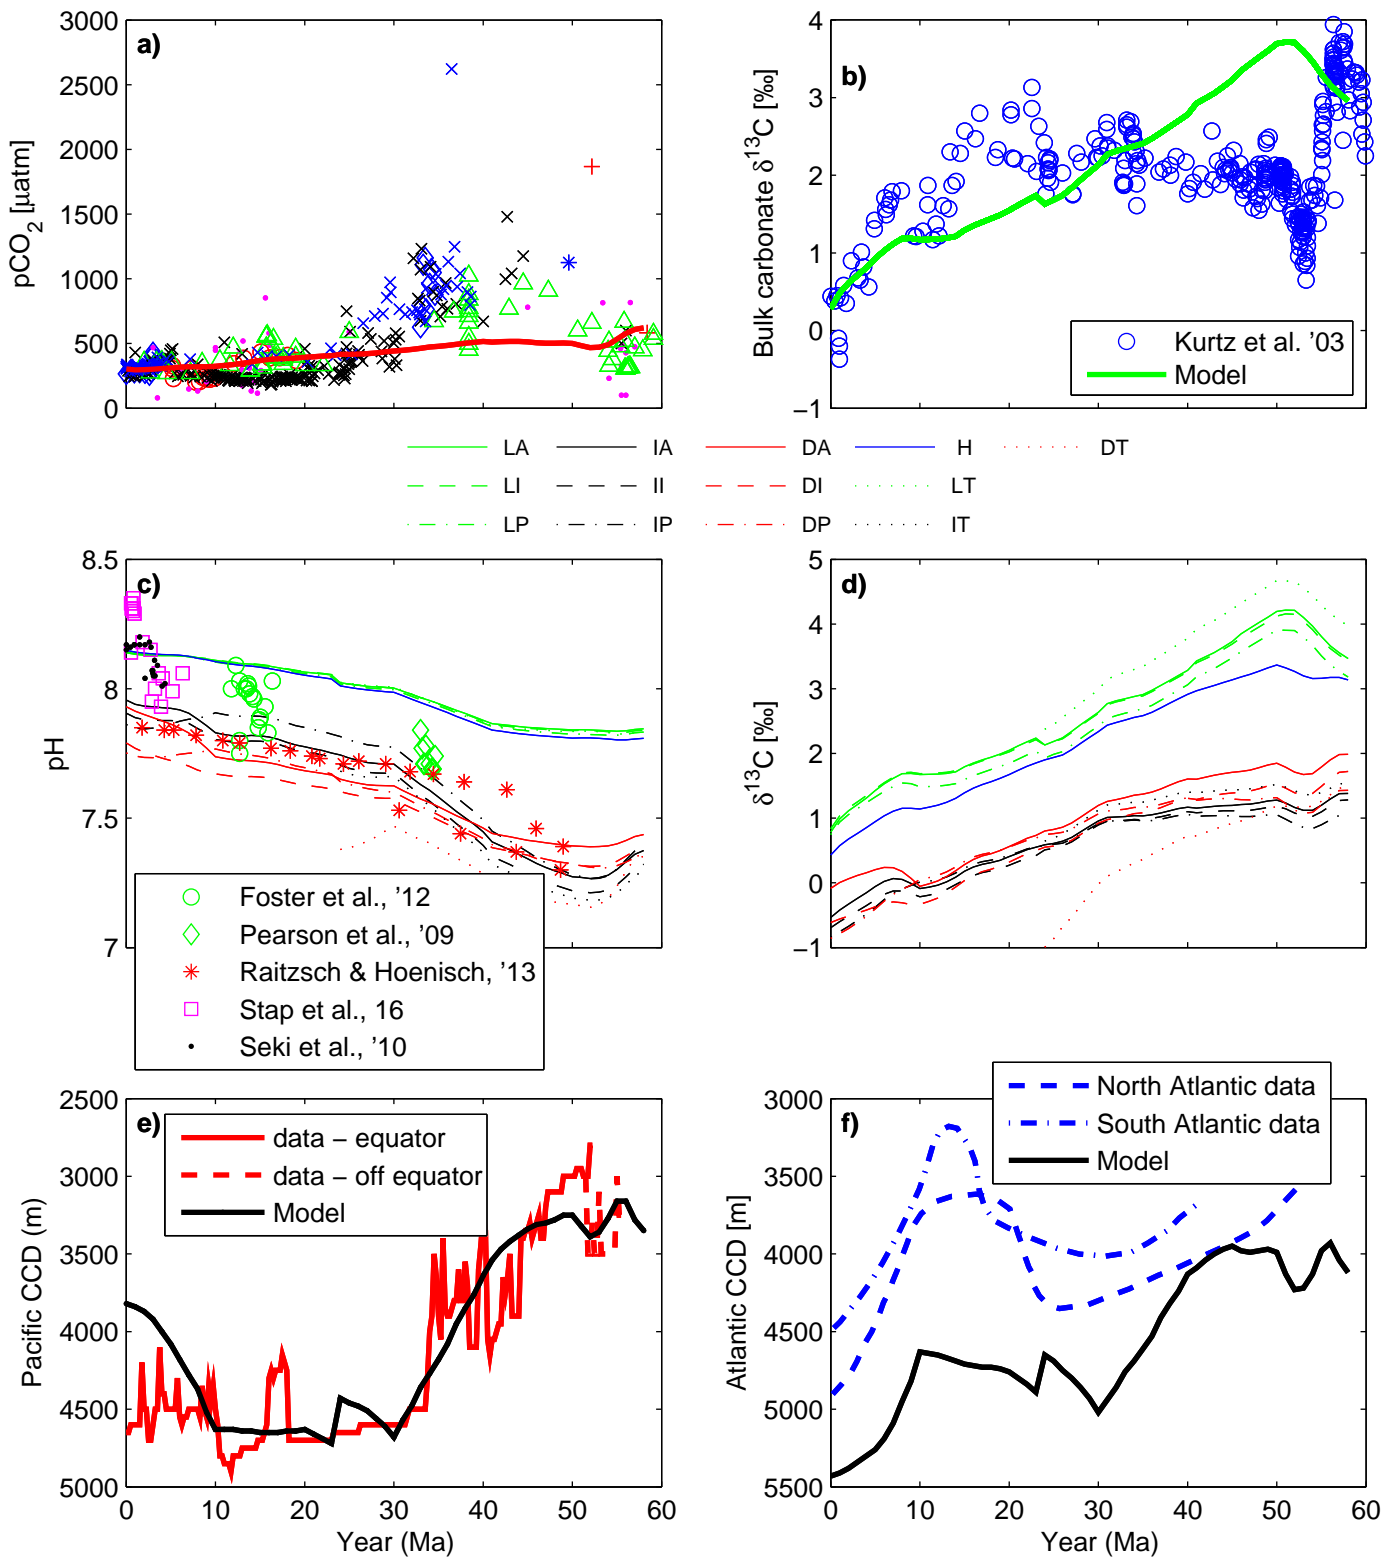 a)
pCO2 [µatm]
3000
2500
2000
1500
1000
500
0
b)
Bulk carbonate δ13C [‰]
4
3
2
1
0
−1
Kurtz et al. '03
Model
LA IA DA H DT
LI II DI LT
LP IP DP IT
c)
pH
8.5
8
7.5
7
Foster et al., '12
Pearson et al., '09
Raitzsch & Hoenisch, '13
Stap et al., 16
Seki et al., '10
d)
δ13C [‰]
5
4
3
2
1
0
−1
e)
Pacific CCD (m)
2500
3000
3500
4000
4500
5000
data − equator
data − off equator
Model
0 10 20 30 40 50 60
Year (Ma)
f)
Atlantic CCD [m]
3000
3500
4000
4500
5000
5500
North Atlantic data
South Atlantic data
Model
0 10 20 30 40 50 60
Year (Ma)